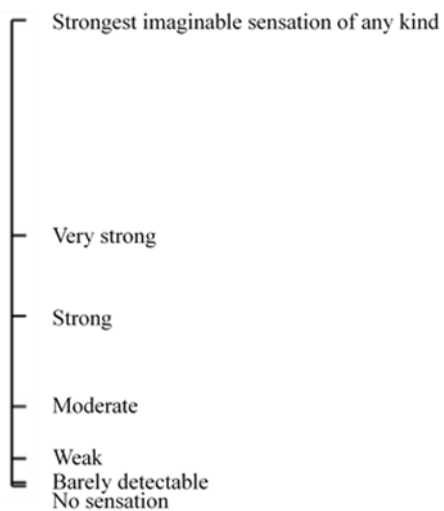 Strongest imaginable sensation of any kind
Very strong
Strong
Moderate
Weak
Barely detectable
No sensation